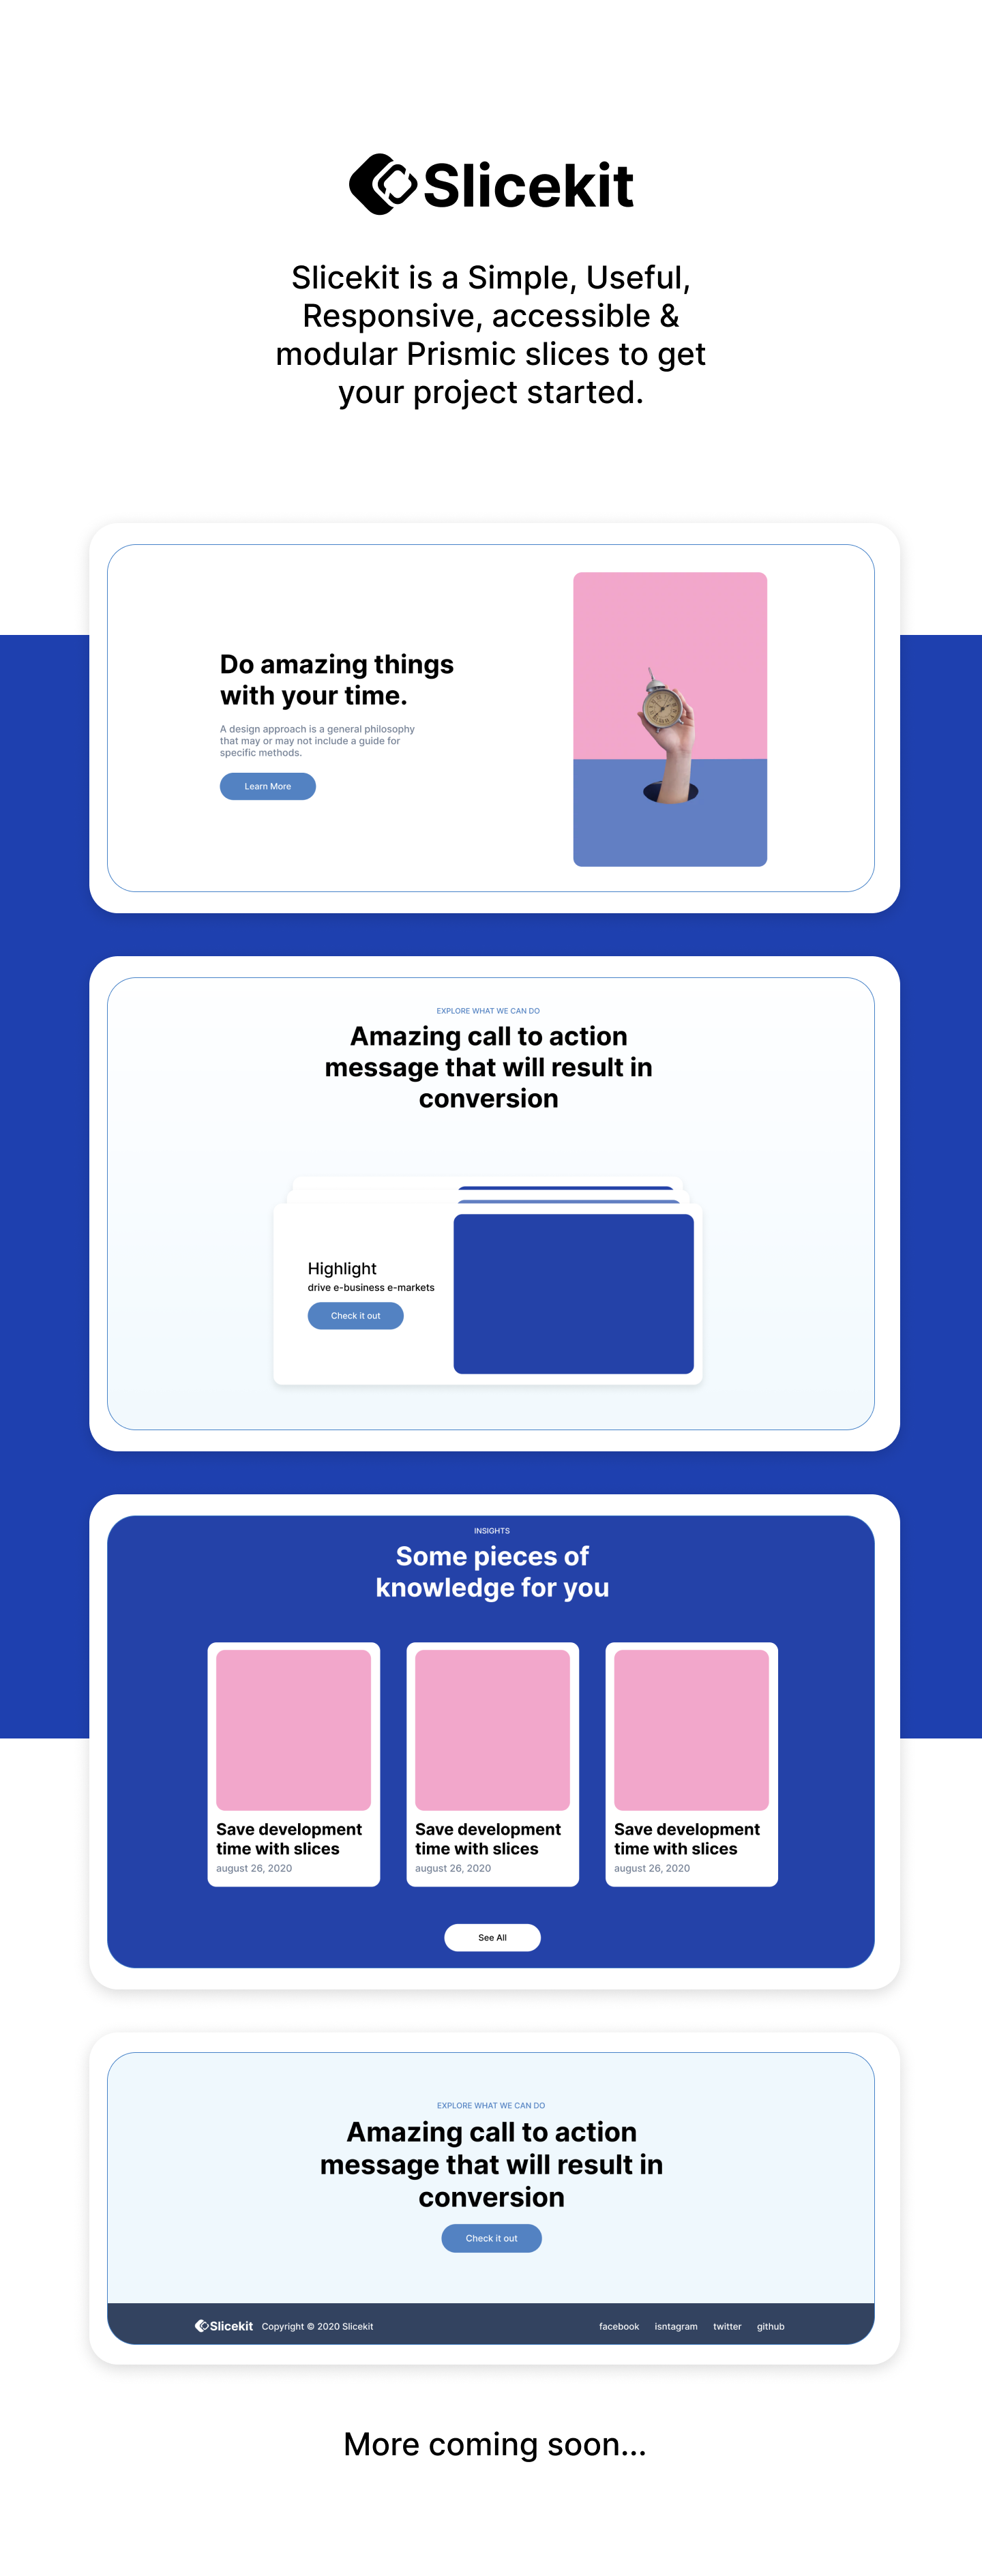 Slicekit
Slicekit is a Simple, Useful,
Responsive, accessible &
modular Prismic slices to get
your project started.
Do amazing things
with your time.
A design approach is a general philosophy
that may or may not include a guide for
specific methods.
Learn More
EXPLORE WHAT WE CAN DO
Amazing call to action
message that will result in
conversion
Highlight
drive e-business e-markets
Check it out
INSIGHTS
Some pieces of
knowledge for you
Save development
time with slices
august 26, 2020
Save development
time with slices
august 26, 2020
Save development
time with slices
august 26, 2020
See All
EXPLORE WHAT WE CAN DO
Amazing call to action
message that will result in
conversion
Check it out
Slicekit Copyright © 2020 Slicekit facebook isntagram twitter github
More coming soon...